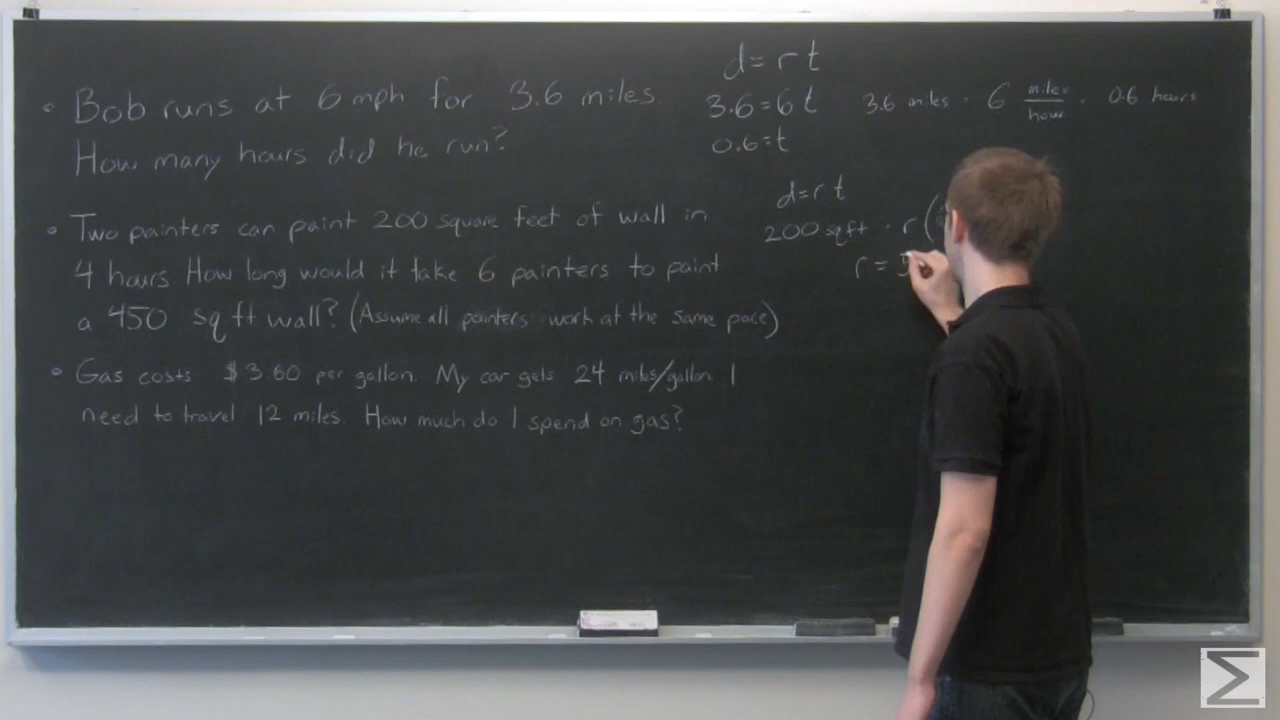 Bob runs at 6 mph for 3.6 miles.
How many hours did he run?
Two painters can paint 200 square feet of wall in
4 hours. How long would it take 6 painters to paint
a 450 sq ft wall? (Assume all painters work at the same pace)
Gas costs $3.60 per gallon. My car gets 24 miles/gallon. I
need to travel 12 miles. How much do I spend on gas?
d = r t
3.6 = 6 t
0.6 = t
3.6 miles · 6 miles/hour · 0.6 hours
d = r t
200 sq ft · r (
r =
Σ